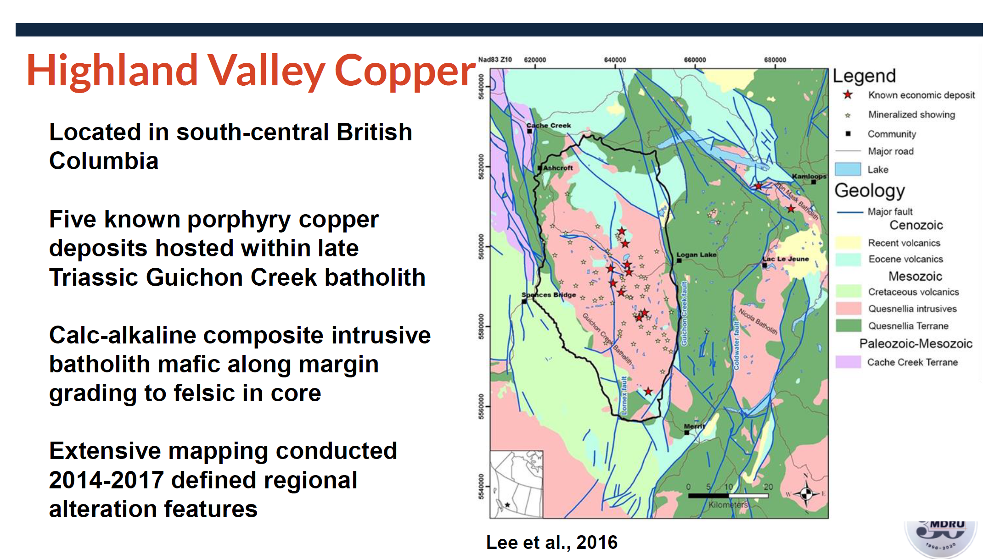 Highland Valley Copper
Located in south-central British
Columbia
Five known porphyry copper
deposits hosted within late
Triassic Guichon Creek batholith
Calc-alkaline composite intrusive
batholith mafic along margin
grading to felsic in core
Extensive mapping conducted
2014-2017 defined regional
alteration features
Nad83 Z10
620000
640000
660000
680000
5640000
5620000
5600000
5580000
5560000
5540000
Cache Creek
Ashcroft
Kamloops
Iron Mask Batholith
Logan Lake
Lac Le Jeune
Spences Bridge
Guichon Creek Batholith
Guichon Creek fault
Coldwater fault
Nicola Batholith
Lornex fault
Merrit
0 5 10 20
Kilometers
N
W
E
S
Legend
Known economic deposit
Mineralized showing
Community
Major road
Lake
Geology
Major fault
Cenozoic
Recent volcanics
Eocene volcanics
Mesozoic
Cretaceous volcanics
Quesnellia intrusives
Quesnellia Terrane
Paleozoic-Mesozoic
Cache Creek Terrane
Lee et al., 2016
MDRU
30
1990-2020